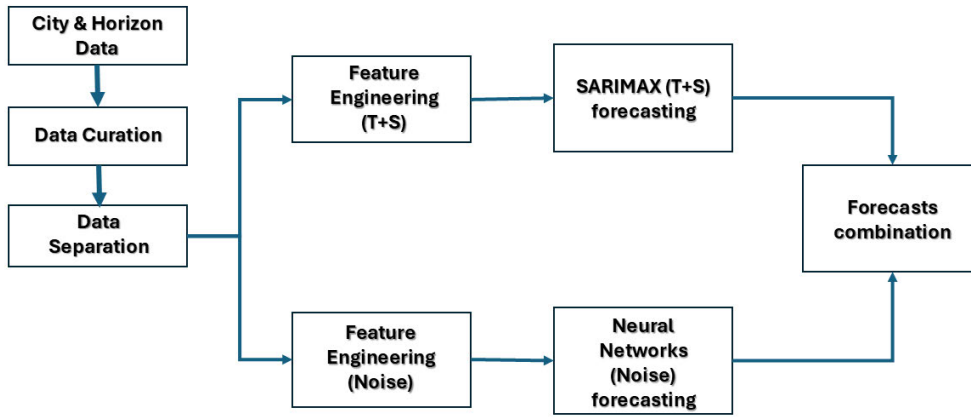 City & Horizon
Data
Data Curation
Data
Separation
Feature
Engineering
(T+S)
SARIMAX (T+S)
forecasting
Feature
Engineering
(Noise)
Neural
Networks
(Noise)
forecasting
Forecasts
combination